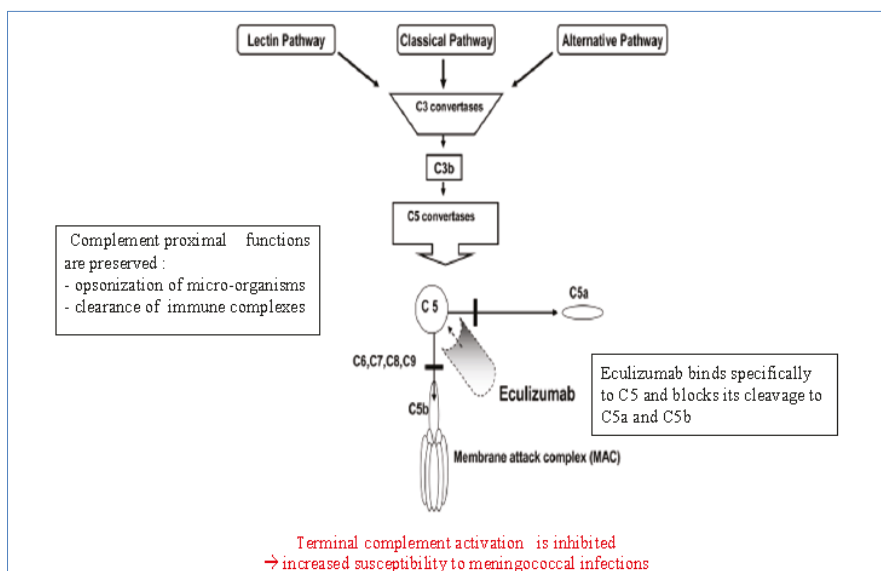 Lectin Pathway
Classical Pathway
Alternative Pathway
C3 convertases
C3b
C5 convertases
Complement proximal functions
are preserved :
- opsonization of micro-organisms
- clearance of immune complexes
C 5
C5a
C6,C7,C8,C9
Eculizumab
C5b
Eculizumab binds specifically
to C5 and blocks its cleavage to
C5a and C5b
Membrane attack complex (MAC)
Terminal complement activation is inhibited
→ increased susceptibility to meningococcal infections